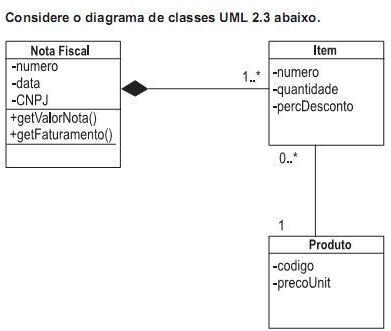 Considere o diagrama de classes UML 2.3 abaixo.
Nota Fiscal
-numero
-data
-CNPJ
+getValorNota()
+getFaturamento()
1..*
Item
-numero
-quantidade
-percDesconto
0..*
1
Produto
-codigo
-precoUnit